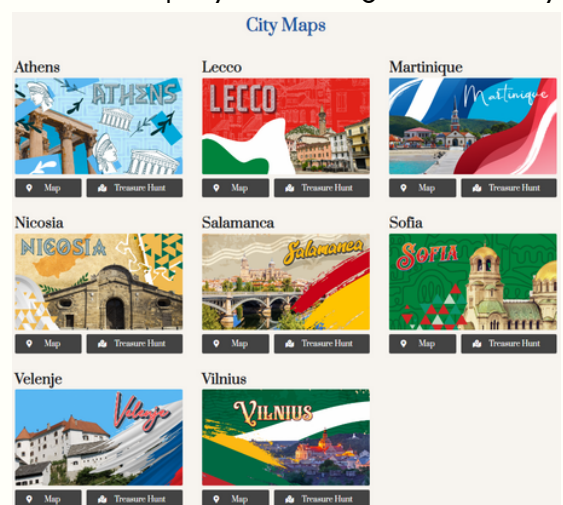 City Maps
Athens
Lecco
Martinique
ATHENS
LECCO
Martinique
Map
Treasure Hunt
Map
Treasure Hunt
Map
Treasure Hunt
Nicosia
Salamanca
Sofia
NICOSIA
Salamanca
SOFIA
Map
Treasure Hunt
Map
Treasure Hunt
Map
Treasure Hunt
Velenje
Vilnius
Velenje
VILNIUS
Map
Treasure Hunt
Map
Treasure Hunt